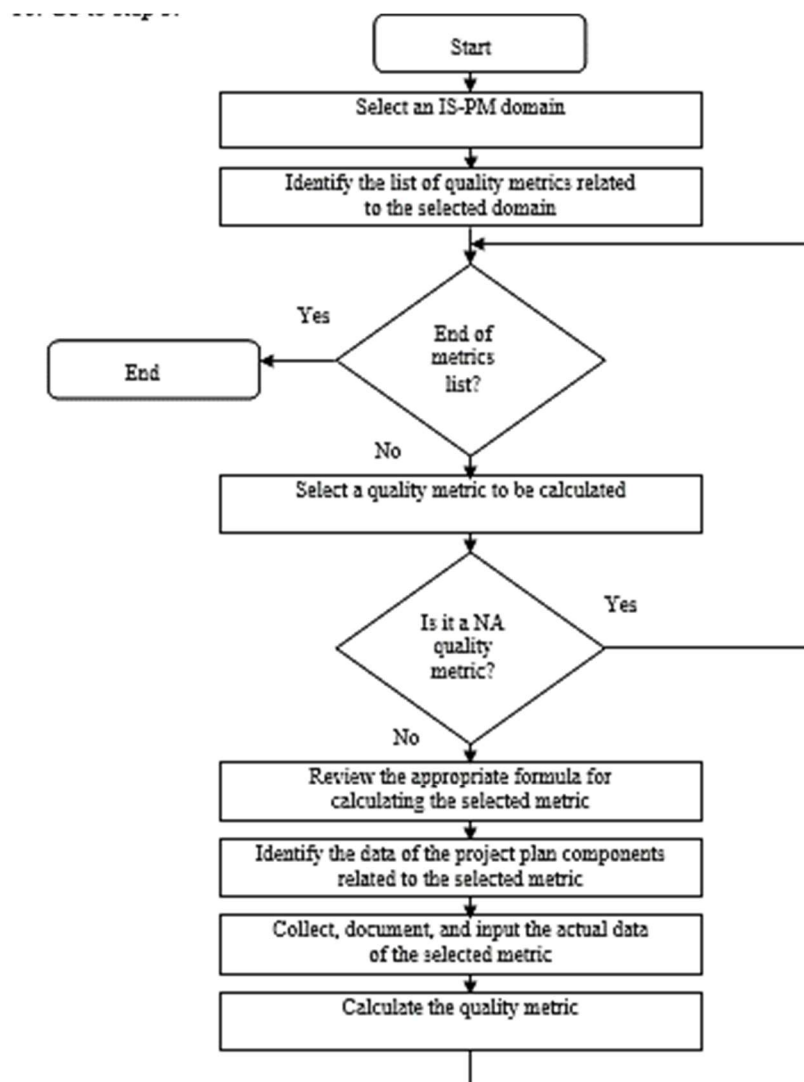 Start
Select an IS-PM domain
Identify the list of quality metrics related
to the selected domain
Yes
End of
metrics
list?
End
No
Select a quality metric to be calculated
Yes
Is it a NA
quality
metric?
No
Review the appropriate formula for
calculating the selected metric
Identify the data of the project plan components
related to the selected metric
Collect, document, and input the actual data
of the selected metric
Calculate the quality metric